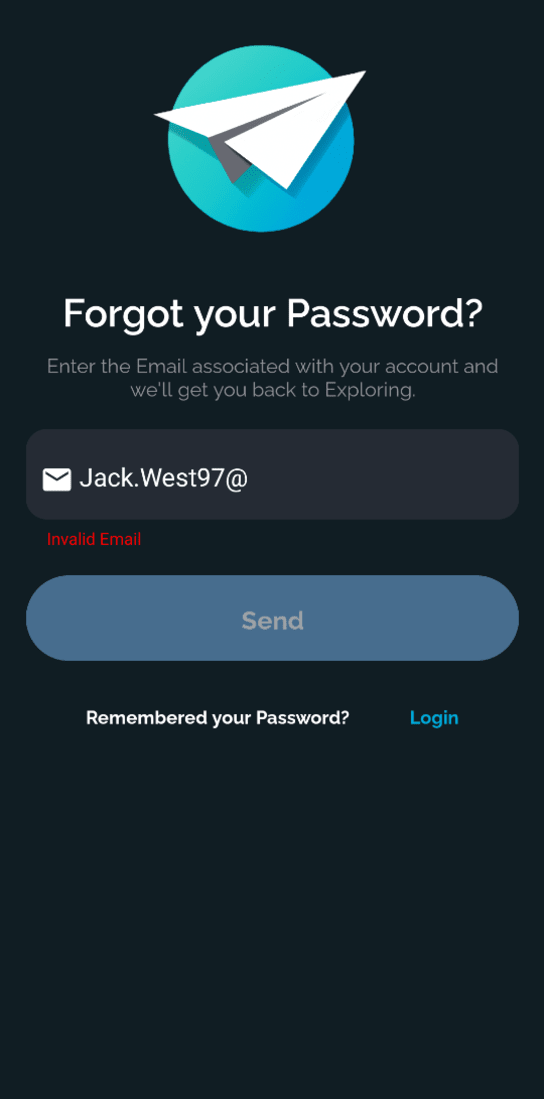 Forgot your Password?
Enter the Email associated with your account and
we'll get you back to Exploring.
Jack.West97@
Invalid Email
Send
Remembered your Password? Login